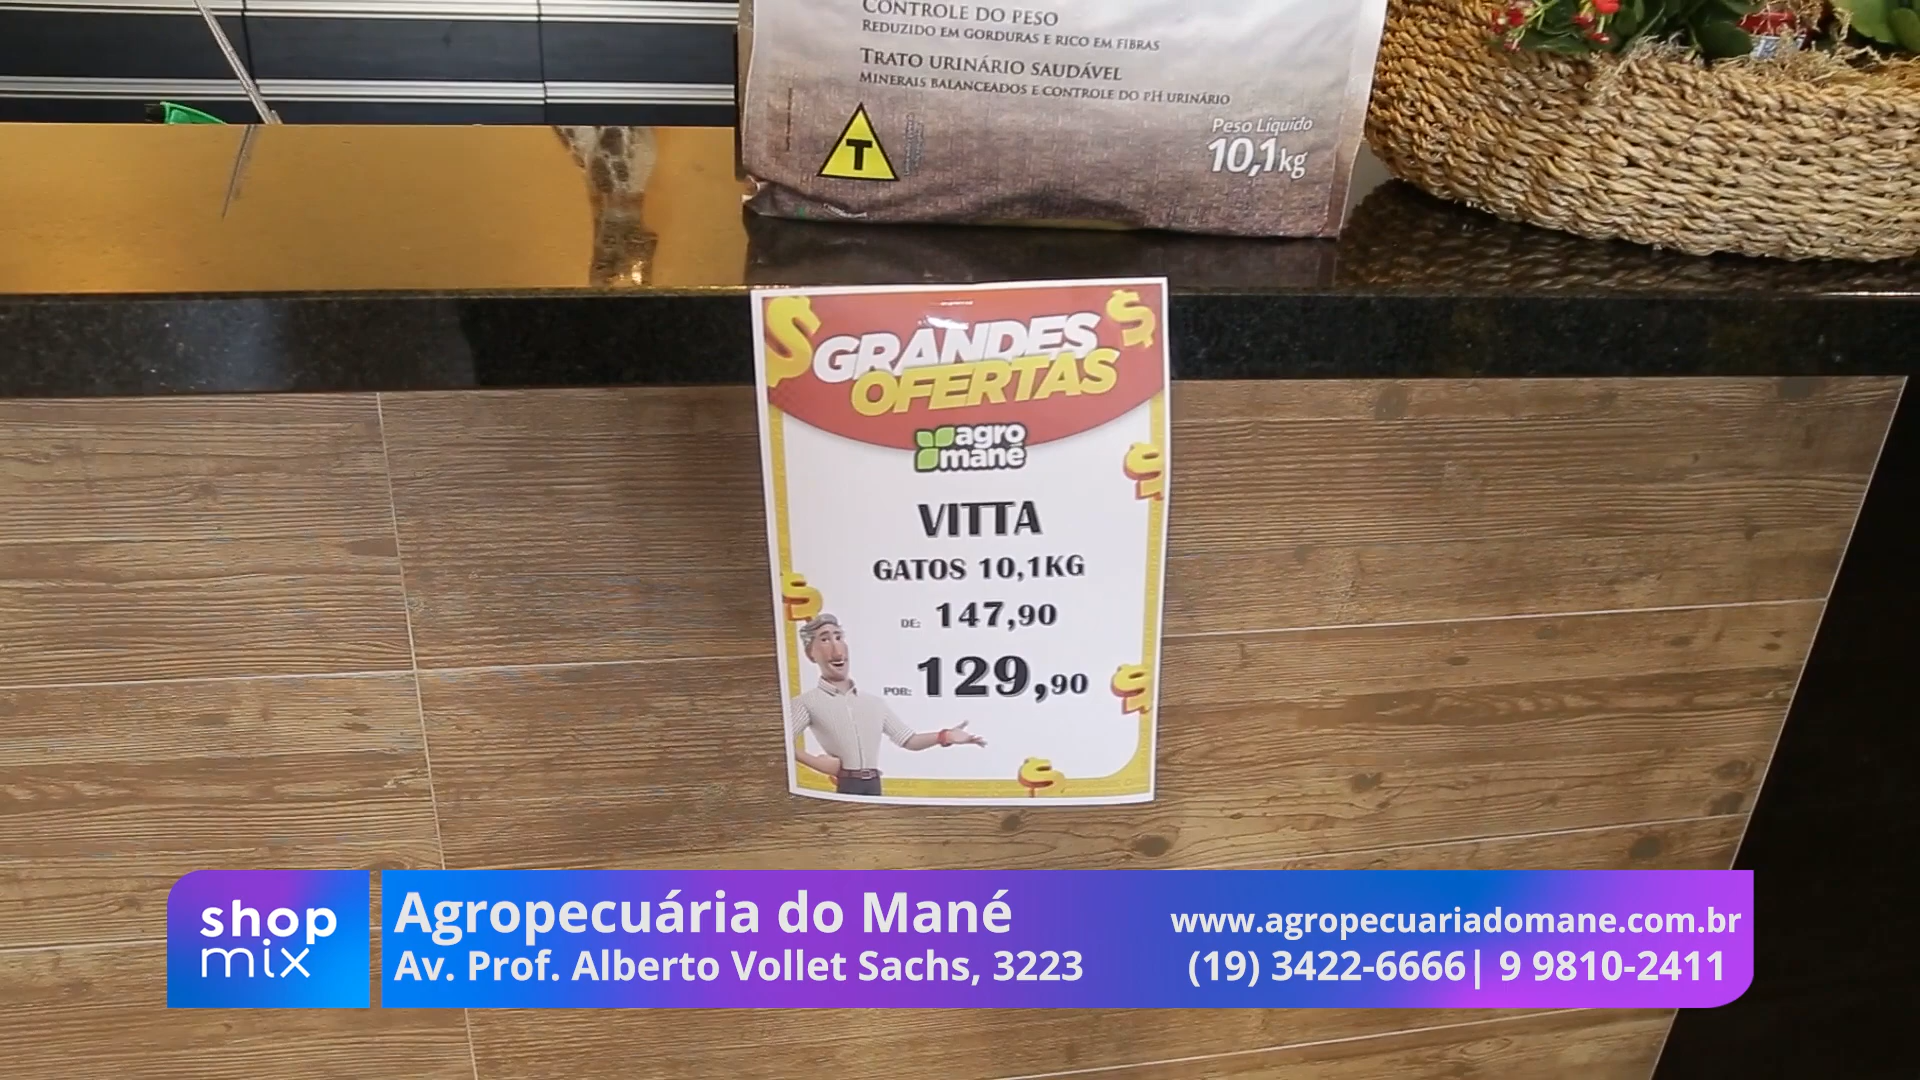 CONTROLE DO PESO
REDUZIDO EM GORDURAS E RICO EM FIBRAS
TRATO URINÁRIO SAUDÁVEL
MINERAIS BALANCEADOS E CONTROLE DO PH URINÁRIO
T
Peso Líquido
10,1kg
GRANDES
OFERTAS
agro
mané
VITTA
GATOS 10,1KG
DE: 147,90
POR: 129,90
shop
mix
Agropecuária do Mané
Av. Prof. Alberto Vollet Sachs, 3223
www.agropecuariadomane.com.br
(19) 3422-6666| 9 9810-2411